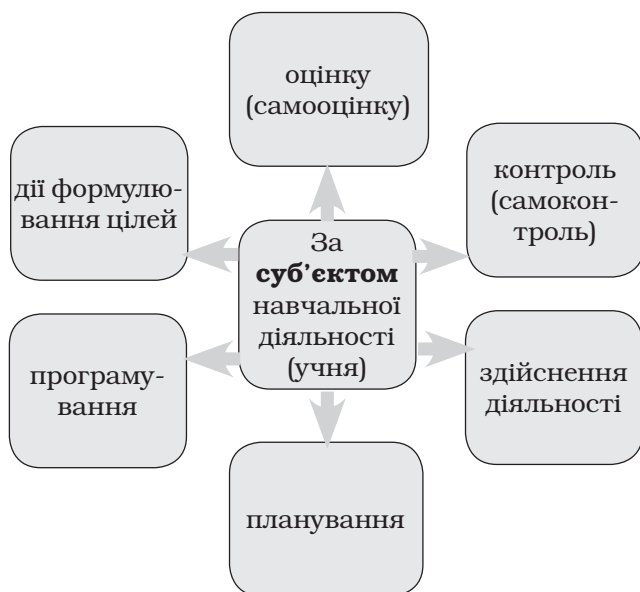 оцінку
(самооцінку)
дії формулю-
вання цілей
контроль
(самокон-
троль)
За
суб’єктом
навчальної
діяльності
(учня)
програму-
вання
здійснення
діяльності
планування